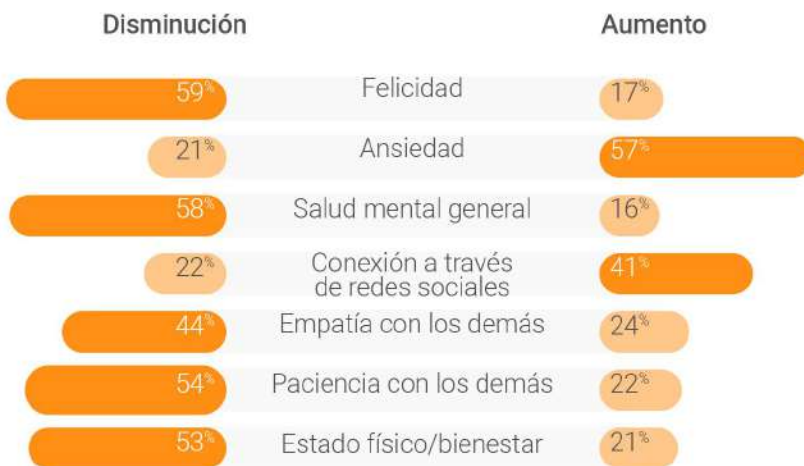 Disminución Aumento
59% Felicidad 17%
21% Ansiedad 57%
58% Salud mental general 16%
22% Conexión a través 41%
de redes sociales
44% Empatía con los demás 24%
54% Paciencia con los demás 22%
53% Estado físico/bienestar 21%